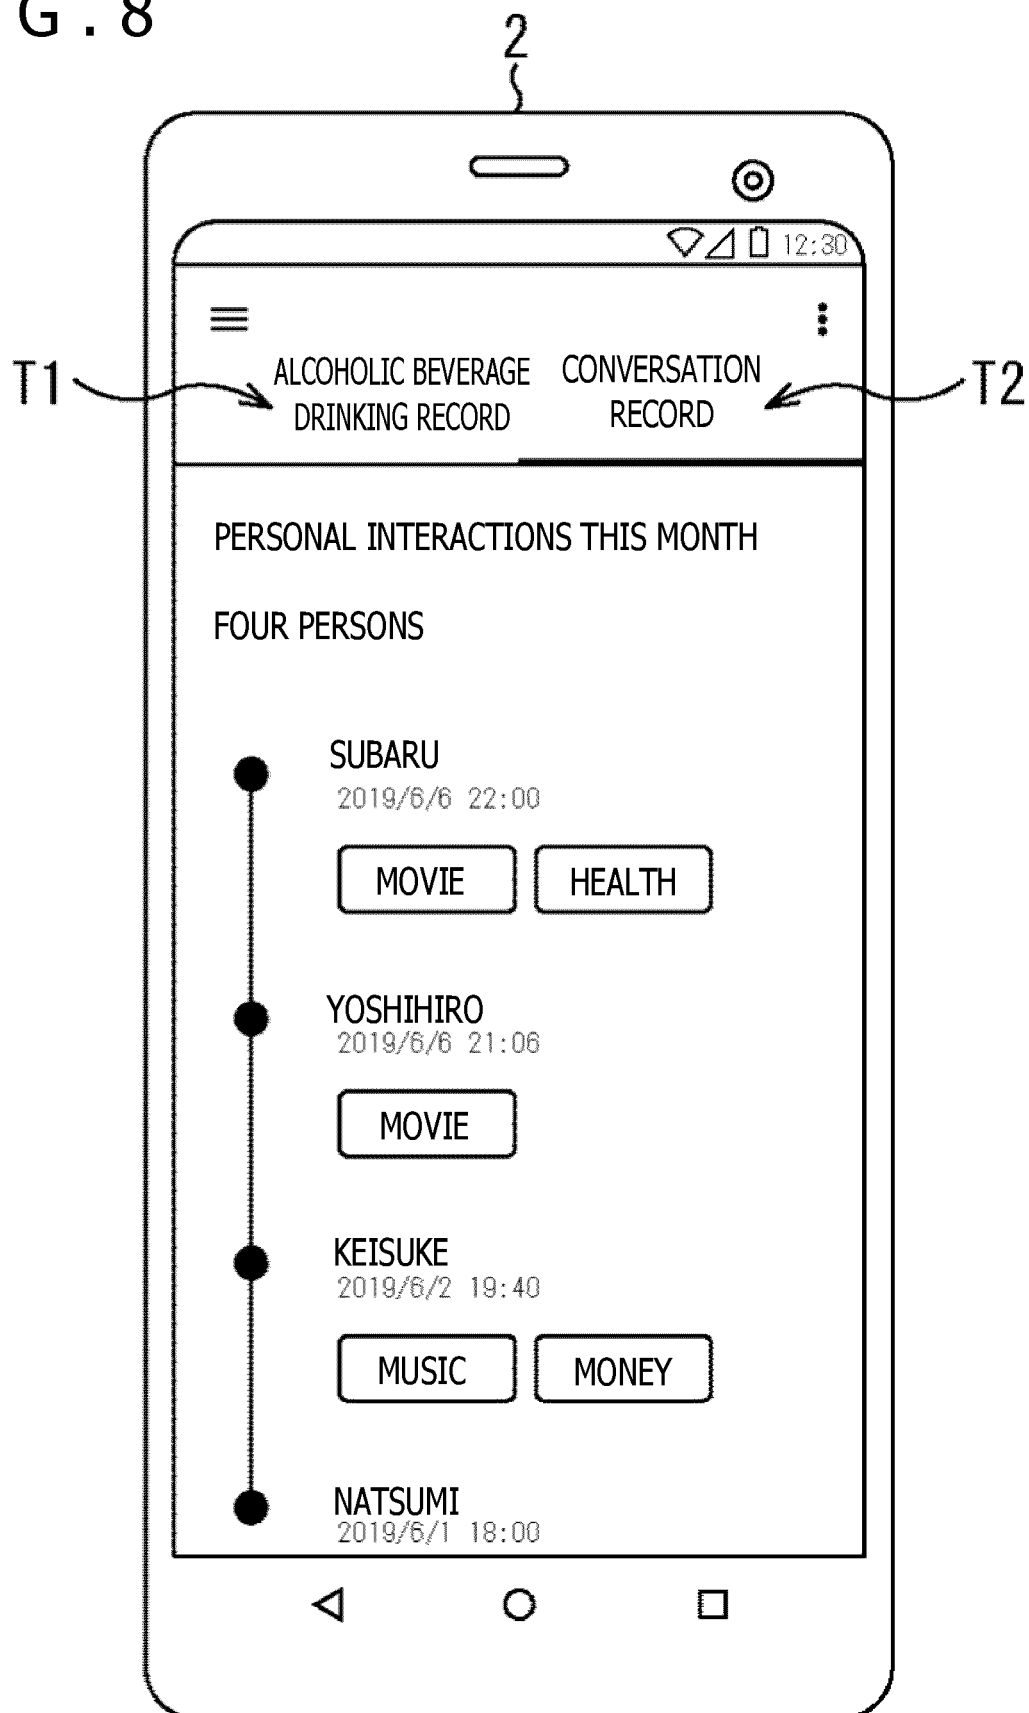 G.8
2
12:30
T1
ALCOHOLIC BEVERAGE
DRINKING RECORD
CONVERSATION
RECORD
T2
PERSONAL INTERACTIONS THIS MONTH
FOUR PERSONS
SUBARU
2019/6/6 22:00
MOVIE HEALTH
YOSHIHIRO
2019/6/6 21:06
MOVIE
KEISUKE
2019/6/2 19:40
MUSIC MONEY
NATSUMI
2019/6/1 18:00